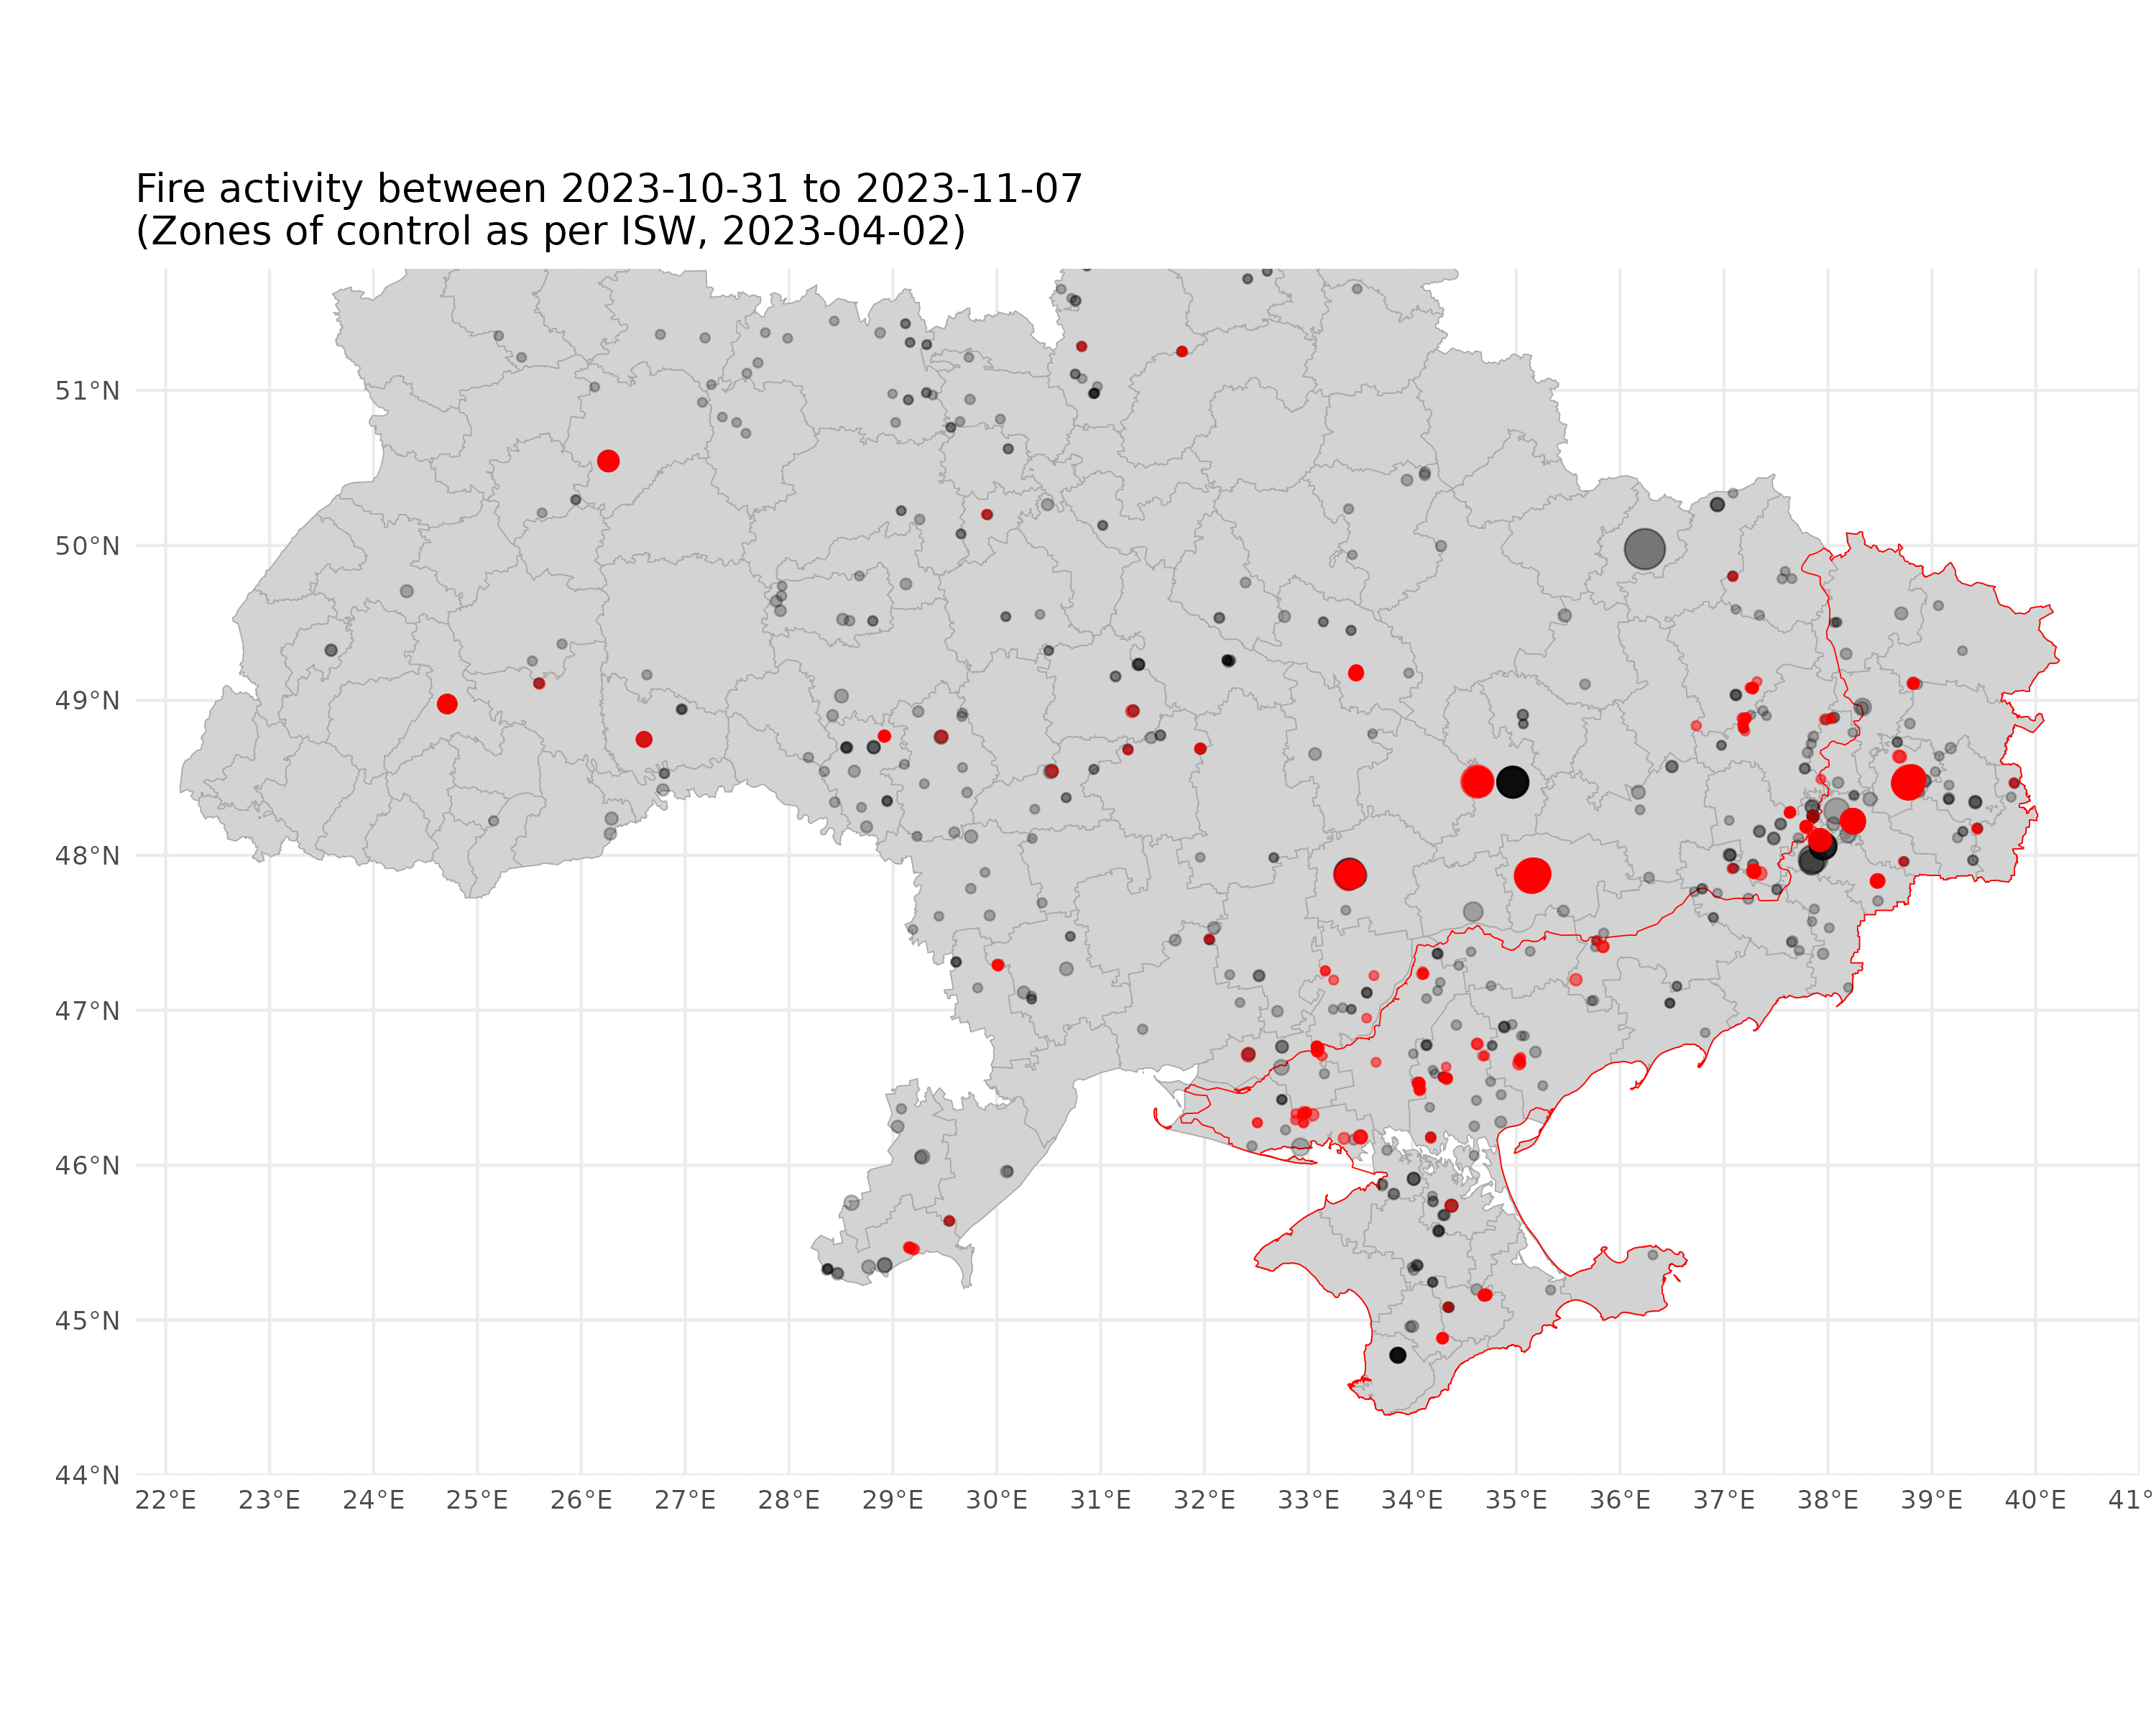 Fire activity between 2023-10-31 to 2023-11-07
(Zones of control as per ISW, 2023-04-02)
51°N
50°N
49°N
48°N
47°N
46°N
45°N
44°N
22°E 23°E 24°E 25°E 26°E 27°E 28°E 29°E 30°E 31°E 32°E 33°E 34°E 35°E 36°E 37°E 38°E 39°E 40°E 41°